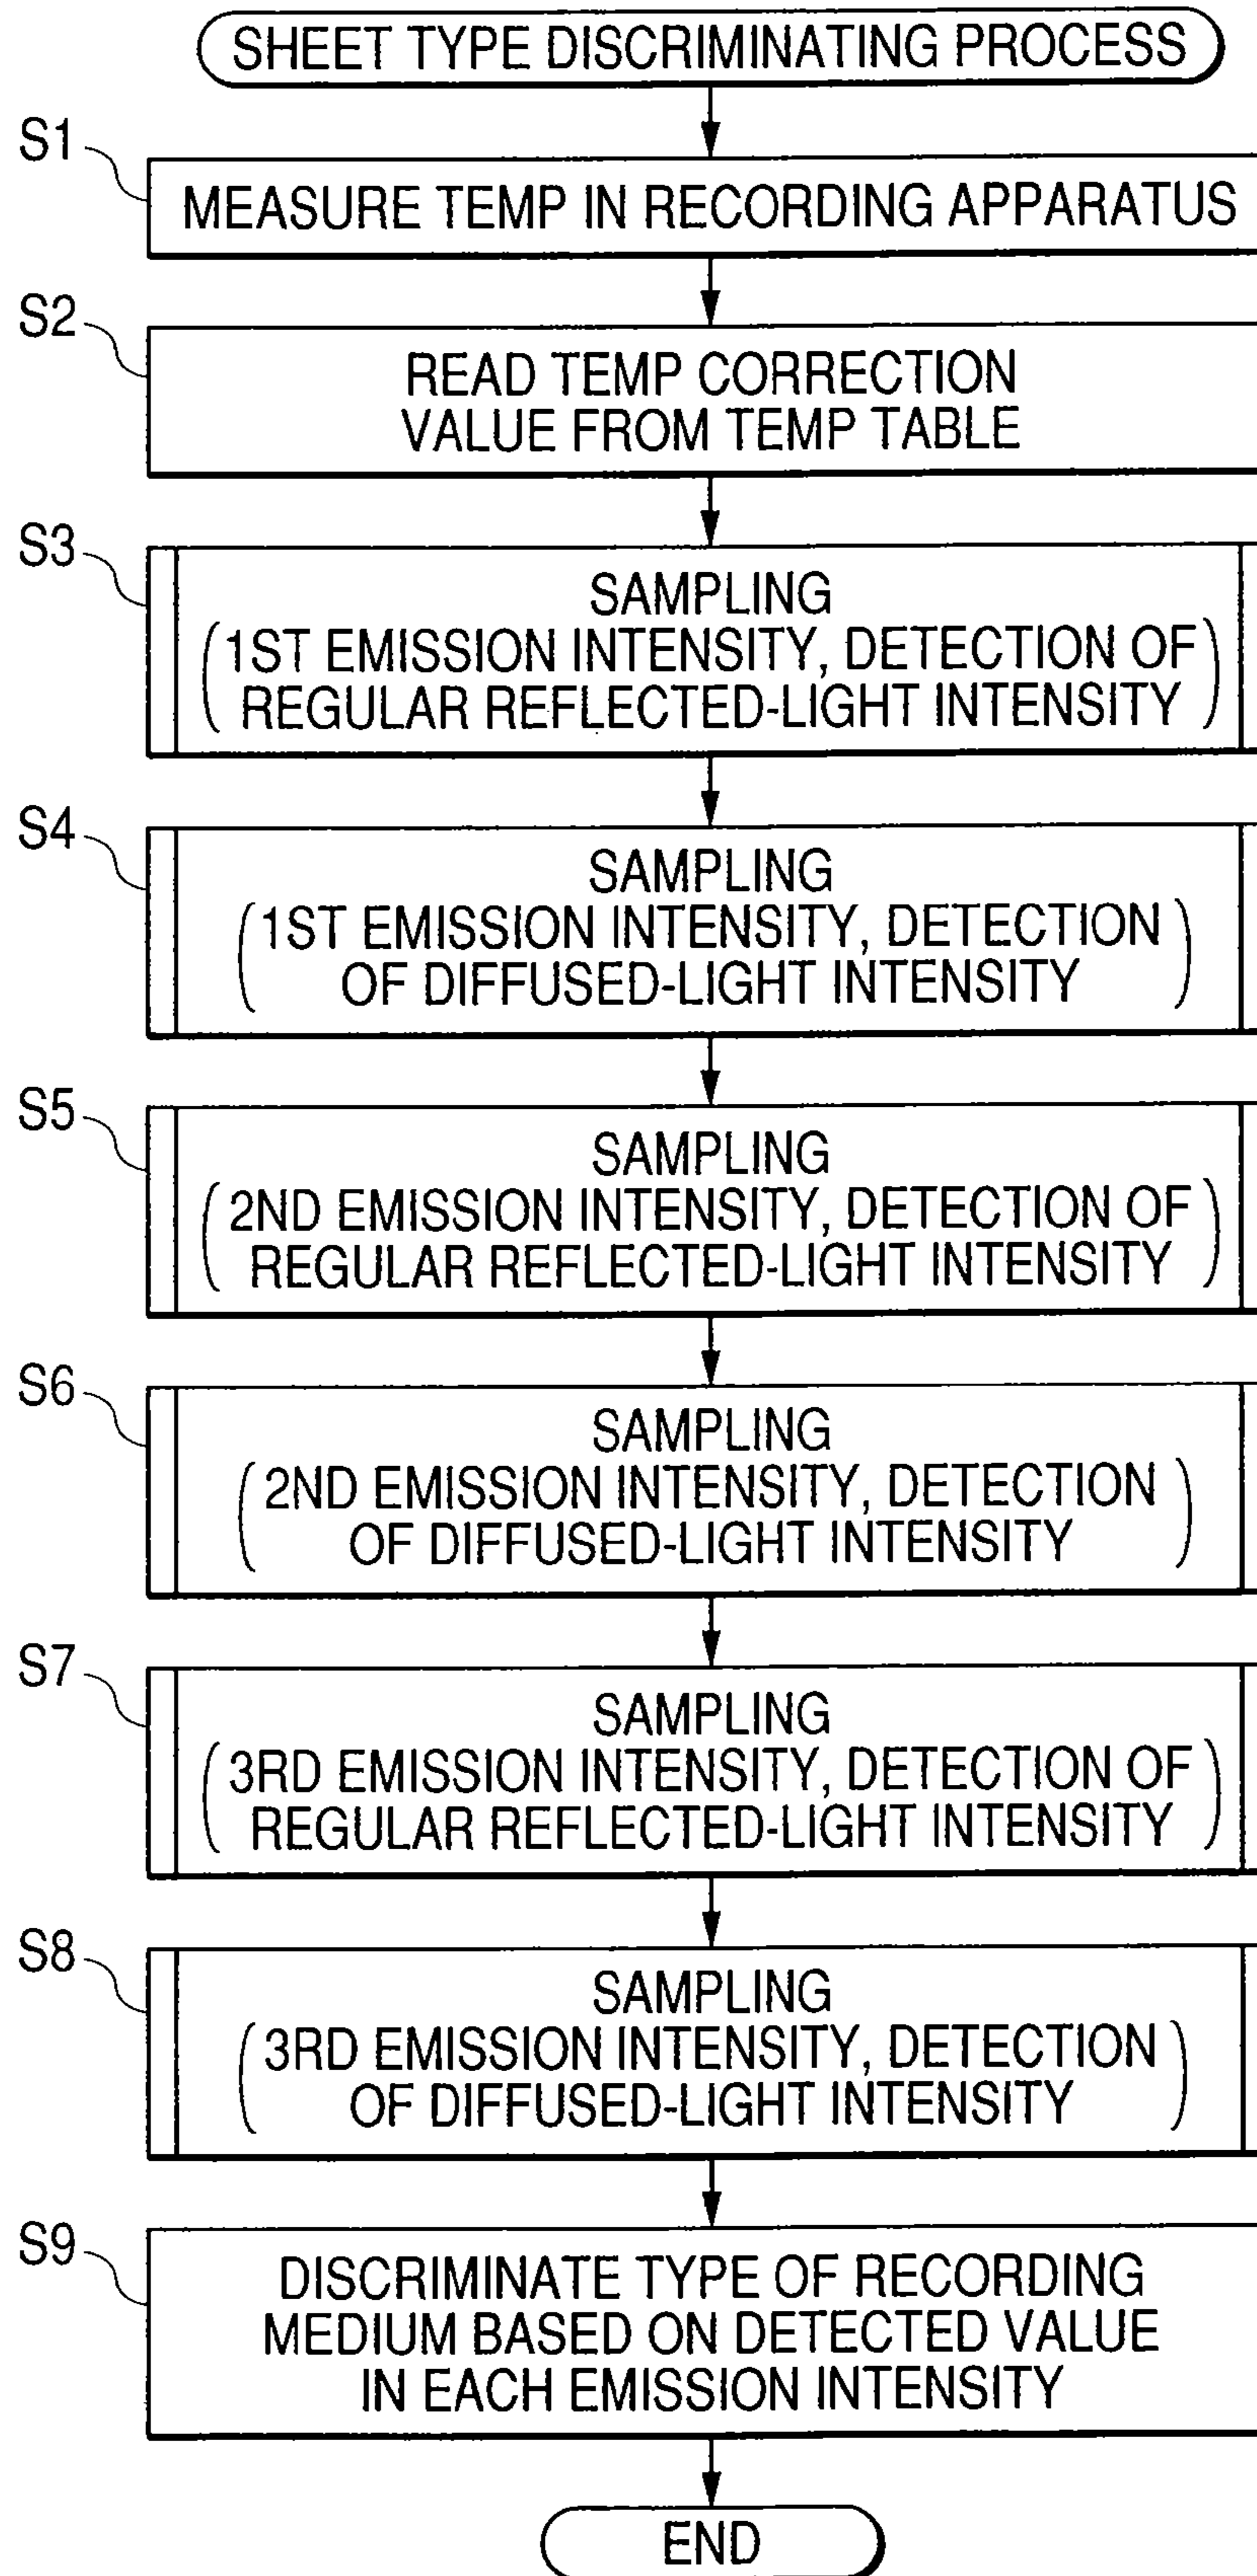 SHEET TYPE DISCRIMINATING PROCESS
S1
MEASURE TEMP IN RECORDING APPARATUS
S2
READ TEMP CORRECTION
VALUE FROM TEMP TABLE
S3
SAMPLING
(1ST EMISSION INTENSITY, DETECTION OF
REGULAR REFLECTED-LIGHT INTENSITY)
S4
SAMPLING
(1ST EMISSION INTENSITY, DETECTION
OF DIFFUSED-LIGHT INTENSITY)
S5
SAMPLING
(2ND EMISSION INTENSITY, DETECTION OF
REGULAR REFLECTED-LIGHT INTENSITY)
S6
SAMPLING
(2ND EMISSION INTENSITY, DETECTION
OF DIFFUSED-LIGHT INTENSITY)
S7
SAMPLING
(3RD EMISSION INTENSITY, DETECTION OF
REGULAR REFLECTED-LIGHT INTENSITY)
S8
SAMPLING
(3RD EMISSION INTENSITY, DETECTION
OF DIFFUSED-LIGHT INTENSITY)
S9
DISCRIMINATE TYPE OF RECORDING
MEDIUM BASED ON DETECTED VALUE
IN EACH EMISSION INTENSITY
END